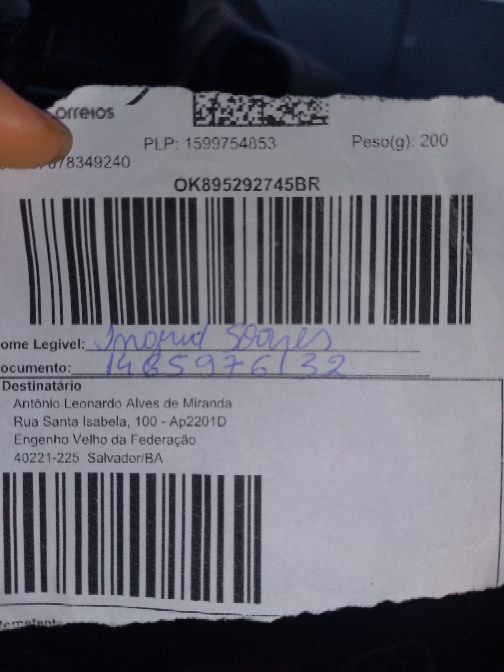 orreios
PLP: 1599754853
Peso(g): 200
78349240
OK895292745BR
ome Legível: Ingrid Soares
ocumento: 1485976132
Destinatário
Antônio Leonardo Alves de Miranda
Rua Santa Isabela, 100 - Ap2201D
Engenho Velho da Federação
40221-225 Salvador/BA